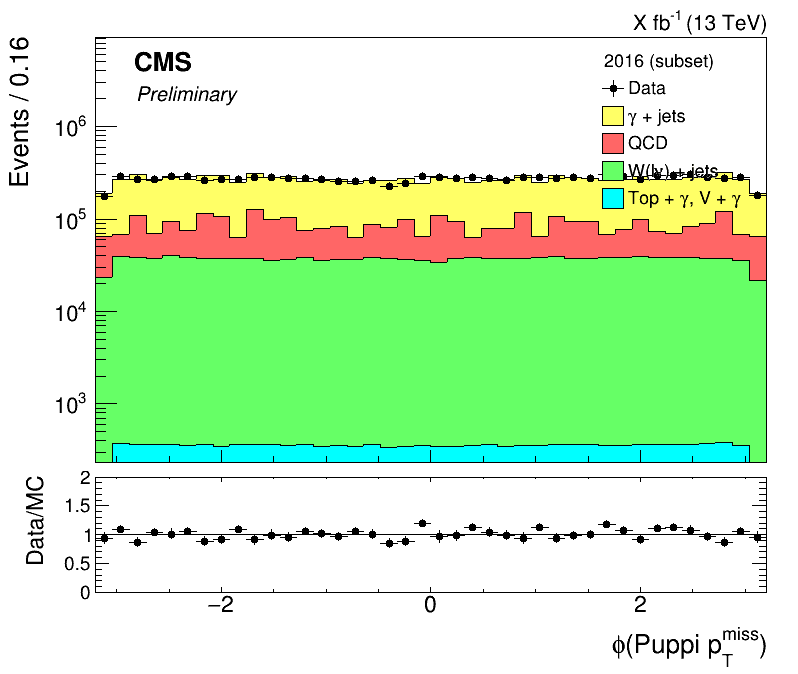 X fb⁻¹ (13 TeV)
CMS
Preliminary
Events / 0.16
2016 (subset)
Data
γ + jets
QCD
W(lν) + jets
Top + γ, V + γ
10⁶
10⁵
10⁴
10³
Data/MC
2
1.5
1
0.5
0
−2 0 2
ϕ(Puppi p_T^miss)